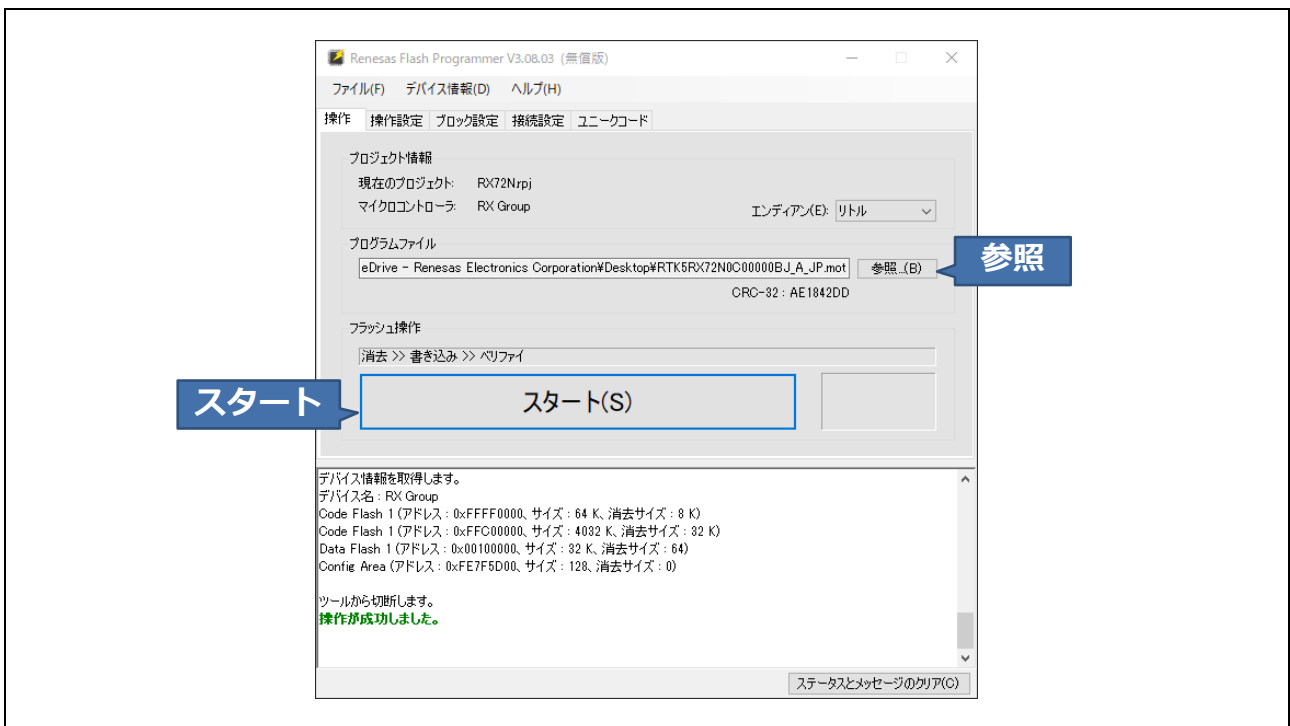 Renesas Flash Programmer V3.08.03 (無償版)
ファイル(F) デバイス情報(D) ヘルプ(H)
操作 操作設定 ブロック設定 接続設定 ユニークコード
プロジェクト情報
現在のプロジェクト: RX72N.rpj
マイクロコントローラ: RX Group
エンディアン(E): リトル
プログラムファイル
eDrive - Renesas Electronics Corporation¥Desktop¥RTK5RX72N0C00000BJ_A_JP.mot 参照...(B)
参照
CRC-32 : AE1842DD
フラッシュ操作
消去 >> 書き込み >> ベリファイ
スタート
スタート(S)
デバイス情報を取得します。
デバイス名 : RX Group
Code Flash 1 (アドレス : 0xFFFF0000、サイズ : 64 K、消去サイズ : 8 K)
Code Flash 1 (アドレス : 0xFFC00000、サイズ : 4032 K、消去サイズ : 32 K)
Data Flash 1 (アドレス : 0x00100000、サイズ : 32 K、消去サイズ : 64)
Config Area (アドレス : 0xFE7F5D00、サイズ : 128、消去サイズ : 0)
ツールから切断します。
操作が成功しました。
ステータスとメッセージのクリア(C)